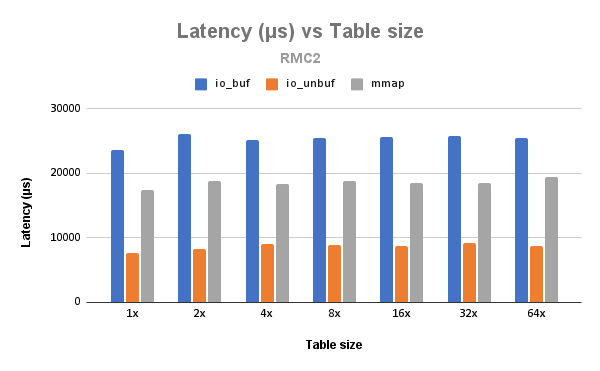 Latency (µs) vs Table size
RMC2
io_buf io_unbuf mmap
30000
20000
10000
0
Latency (µs)
1x 2x 4x 8x 16x 32x 64x
Table size